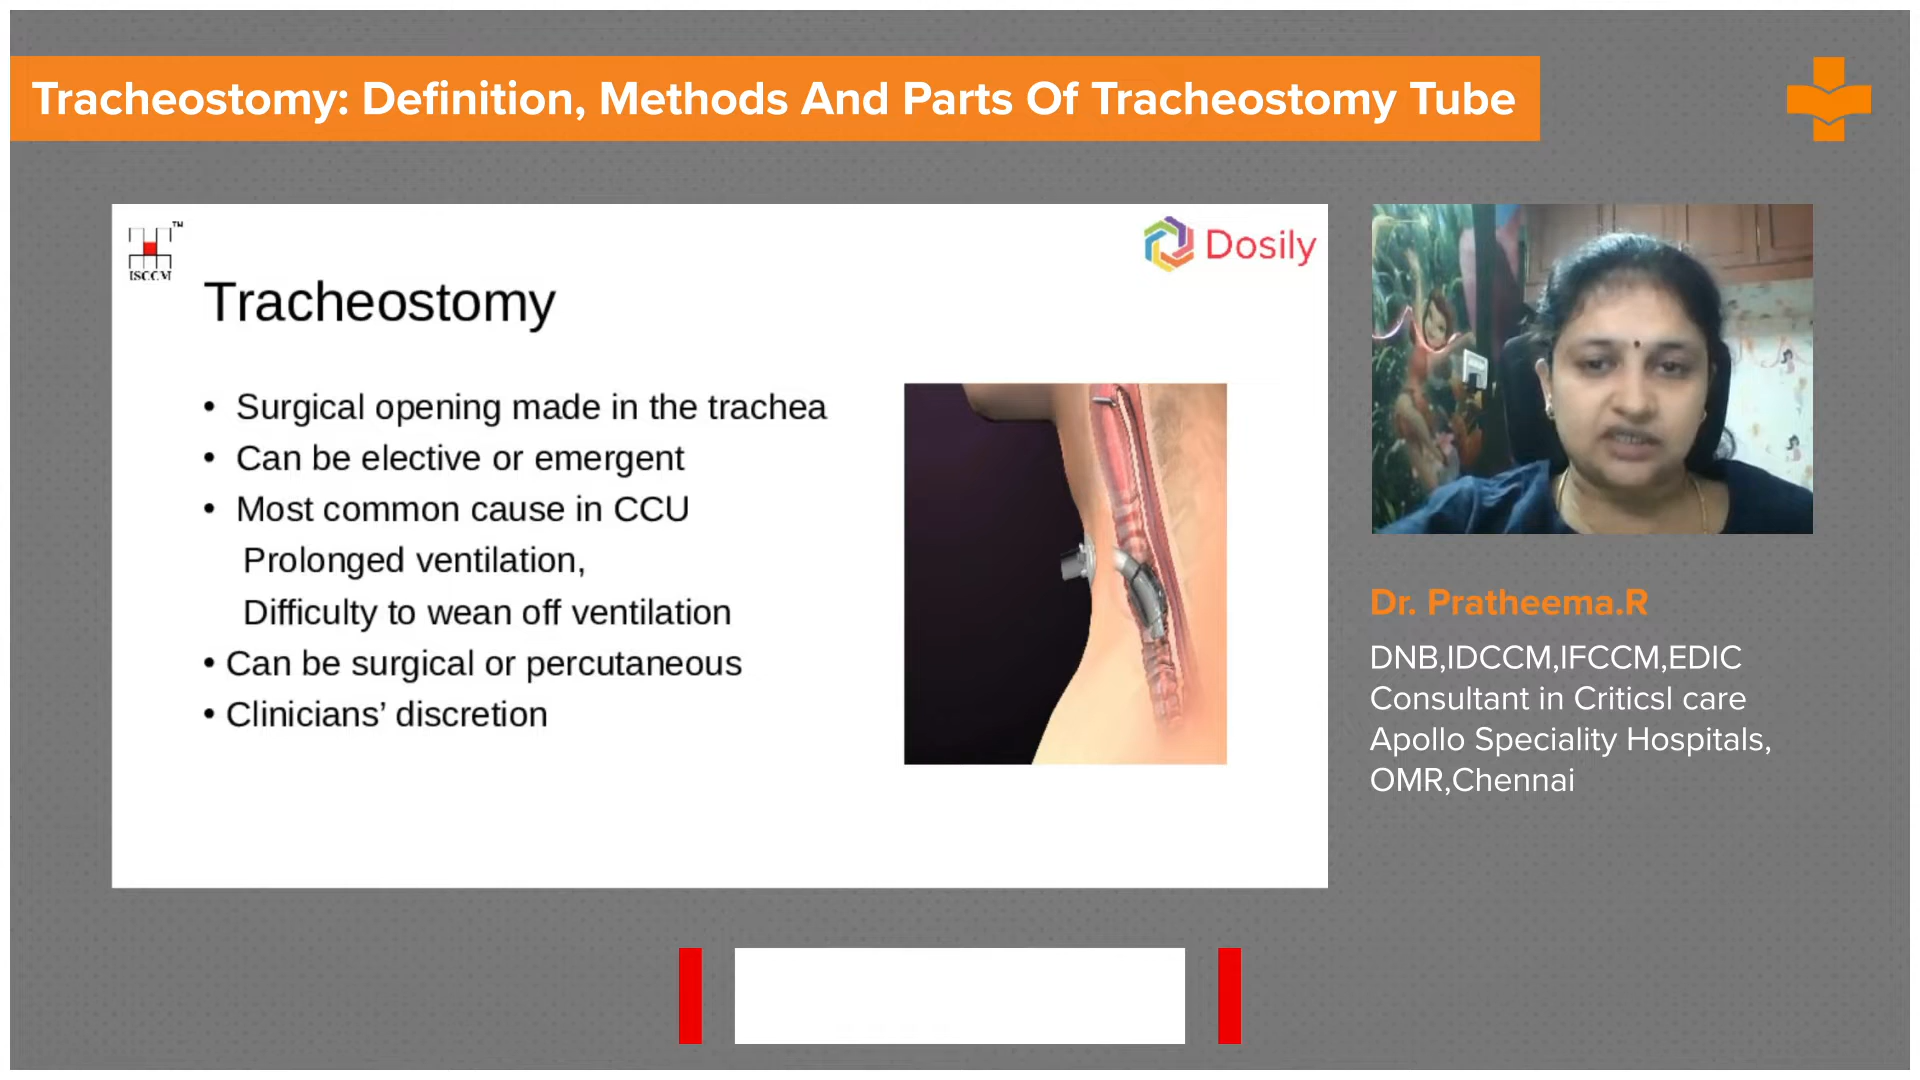 Tracheostomy: Definition, Methods And Parts Of Tracheostomy Tube
TM
ISCCM
Dosily
Tracheostomy
• Surgical opening made in the trachea
• Can be elective or emergent
• Most common cause in CCU
Prolonged ventilation,
Difficulty to wean off ventilation
• Can be surgical or percutaneous
• Clinicians’ discretion
Dr. Pratheema.R
DNB,IDCCM,IFCCM,EDIC
Consultant in Criticsl care
Apollo Speciality Hospitals,
OMR,Chennai